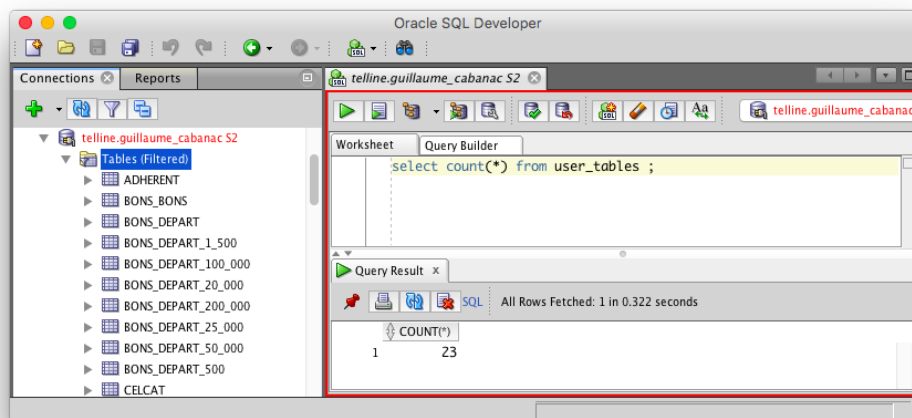 Oracle SQL Developer
Connections
Reports
telline.guillaume_cabanac S2
telline.guillaume_cabanac S2
Tables (Filtered)
ADHERENT
BONS_BONS
BONS_DEPART
BONS_DEPART_1_500
BONS_DEPART_100_000
BONS_DEPART_20_000
BONS_DEPART_200_000
BONS_DEPART_25_000
BONS_DEPART_50_000
BONS_DEPART_500
CELCAT
telline.guillaume_cabanac
Worksheet
Query Builder
select count(*) from user_tables ;
Query Result x
SQL
All Rows Fetched: 1 in 0.322 seconds
COUNT(*)
1 23